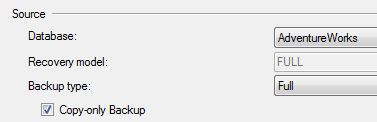 Source
Database: AdventureWorks
Recovery model: FULL
Backup type: Full
Copy-only Backup